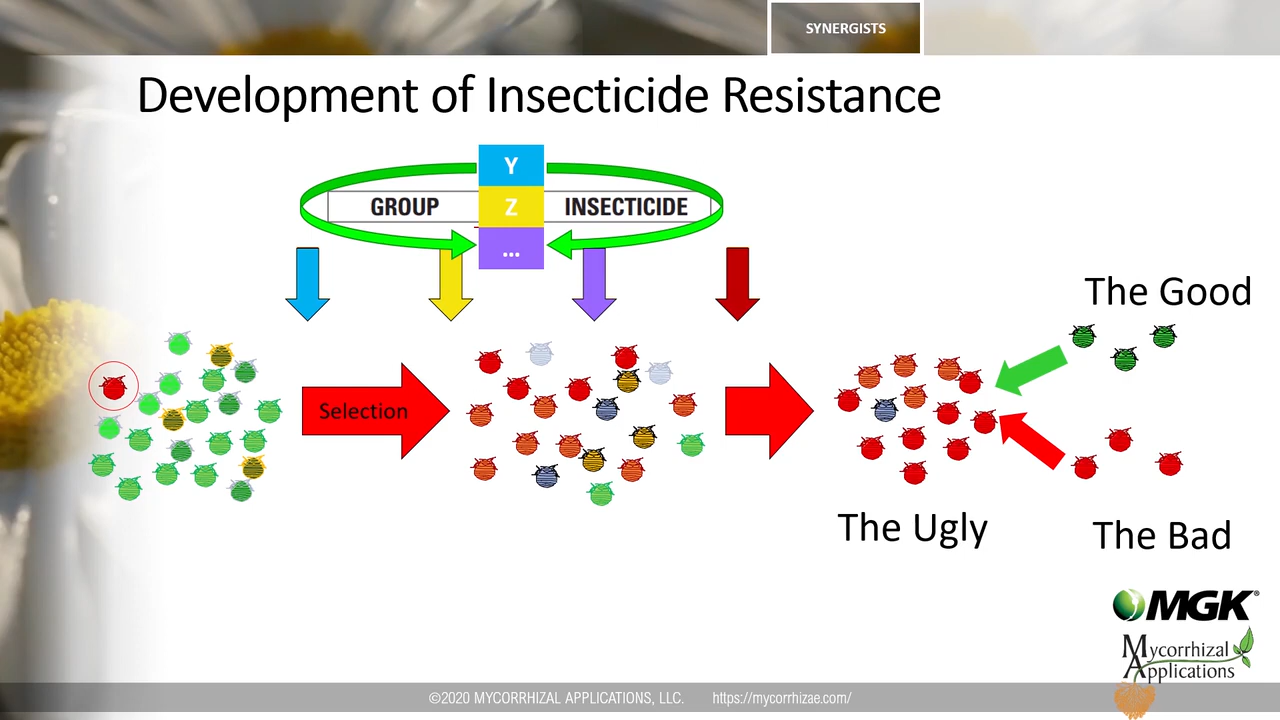 SYNERGISTS
Development of Insecticide Resistance
Y
GROUP Z INSECTICIDE
...
The Good
Selection
The Ugly
The Bad
MGK®
Mycorrhizal
Applications
©2020 MYCORRHIZAL APPLICATIONS, LLC. https://mycorrhizae.com/